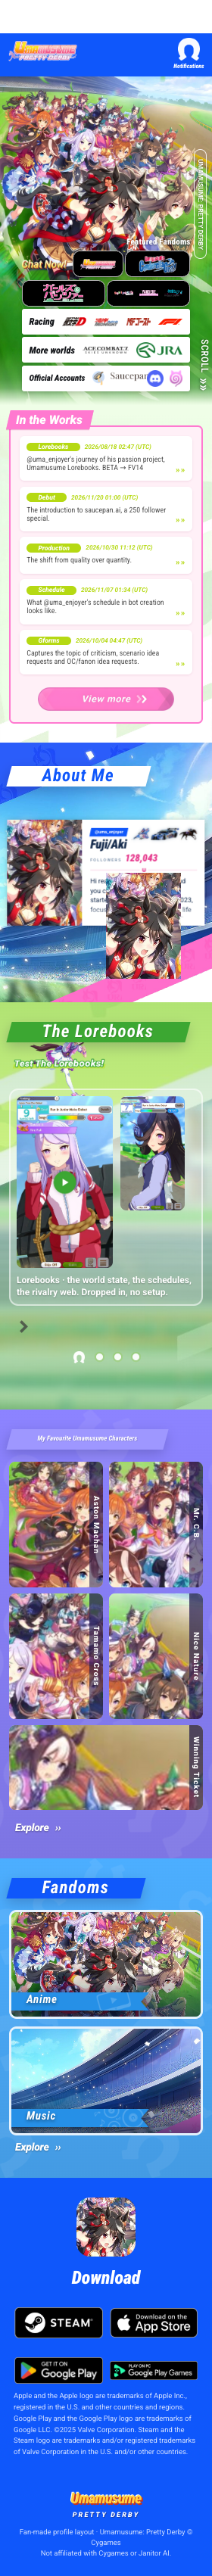 Umamusume
PRETTY DERBY
Notifications
UMAMUSUME: PRETTY DERBY
Featured Fandoms
Chat Now!
Racing
More worlds
ACE COMBAT 7
JRA
Official Accounts
Saucepan
SCROLL
In the Works
Lorebooks 2026/08/18 02:47 (UTC)
@uma_enjoyer's journey of his passion project,
Umamusume Lorebooks. BETA → FV14
Debut 2026/11/20 01:00 (UTC)
The introduction to saucepan.ai, a 200 follower
special.
Production 2026/10/30 11:12 (UTC)
The shift from quality over quantity.
Schedule 2026/11/07 01:34 (UTC)
What @uma_enjoyer's schedule in bot creation
looks like.
Gforms 2026/10/04 04:47 (UTC)
Captures the topic of criticism, scenario idea
requests and OC/fanon idea requests.
View more
About Me
@uma_enjoyer
Fuji/Aki
FOLLOWERS 128,043
The Lorebooks
Test The Lorebooks!
Lorebooks - the world state, the schedules,
the rivalry web. Dropped in, no setup.
My Favourite Umamusume Characters
Aston Machan
Mr. C.B.
Tamamo Cross
Nice Nature
Winning Ticket
Explore
Fandoms
Anime
Music
Explore
Download
STEAM
Download on the
App Store
GET IT ON
Google Play
PLAY ON PC
Google Play Games
Apple and the Apple logo are trademarks of Apple Inc.,
registered in the U.S. and other countries and regions.
Google Play and the Google Play logo are trademarks of
Google LLC. ©2025 Valve Corporation. Steam and the
Steam logo are trademarks and/or registered trademarks
of Valve Corporation in the U.S. and/or other countries.
Umamusume
PRETTY DERBY
Fan-made profile layout · Umamusume: Pretty Derby ©
Cygames
Not affiliated with Cygames or Janitor AI.